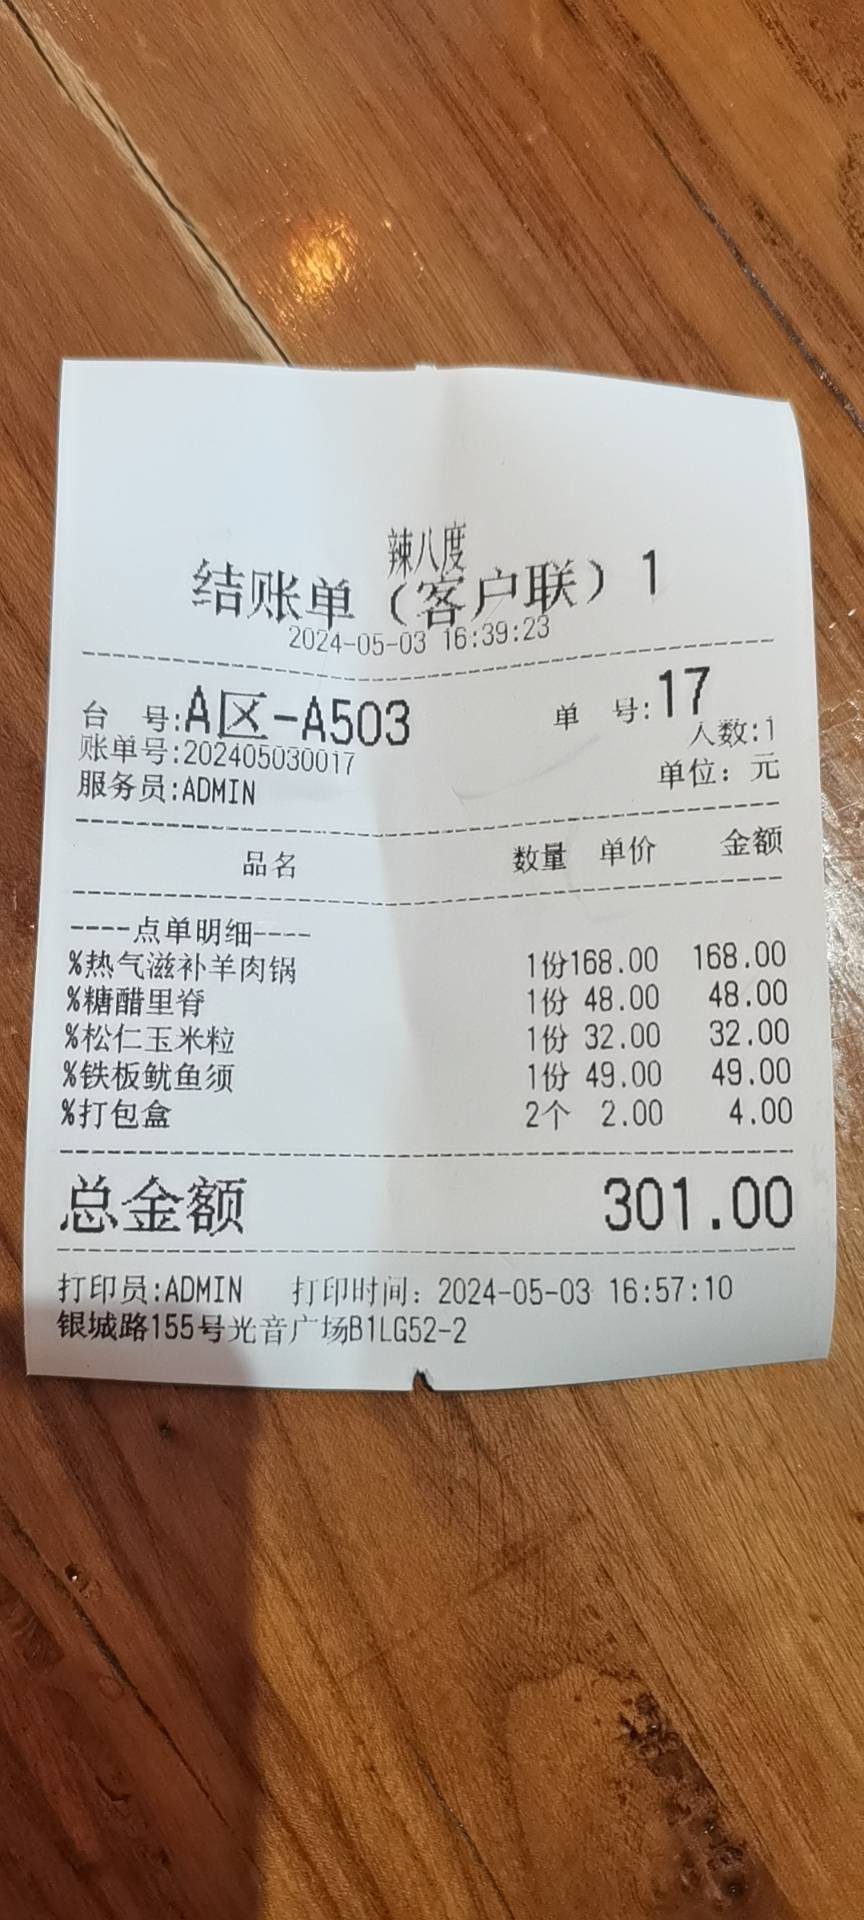 辣八度
结账单（客户联）1
2024-05-03 16:39:23
台 号:A区-A503 单 号:17
人数:1
账单号:202405030017
单位：元
服务员:ADMIN
品名 数量 单价 金额
----点单明细----
%热气滋补羊肉锅 1份168.00 168.00
%糖醋里脊 1份 48.00 48.00
%松仁玉米粒 1份 32.00 32.00
%铁板鱿鱼须 1份 49.00 49.00
%打包盒 2个 2.00 4.00
总金额 301.00
打印员:ADMIN 打印时间：2024-05-03 16:57:10
银城路155号光音广场B1LG52-2